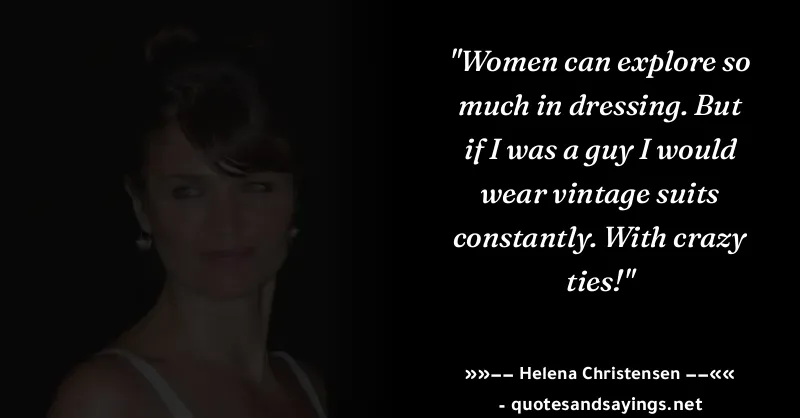 "Women can explore so
much in dressing. But
if I was a guy I would
wear vintage suits
constantly. With crazy
ties!"
»»−− Helena Christensen −−««
- quotesandsayings.net